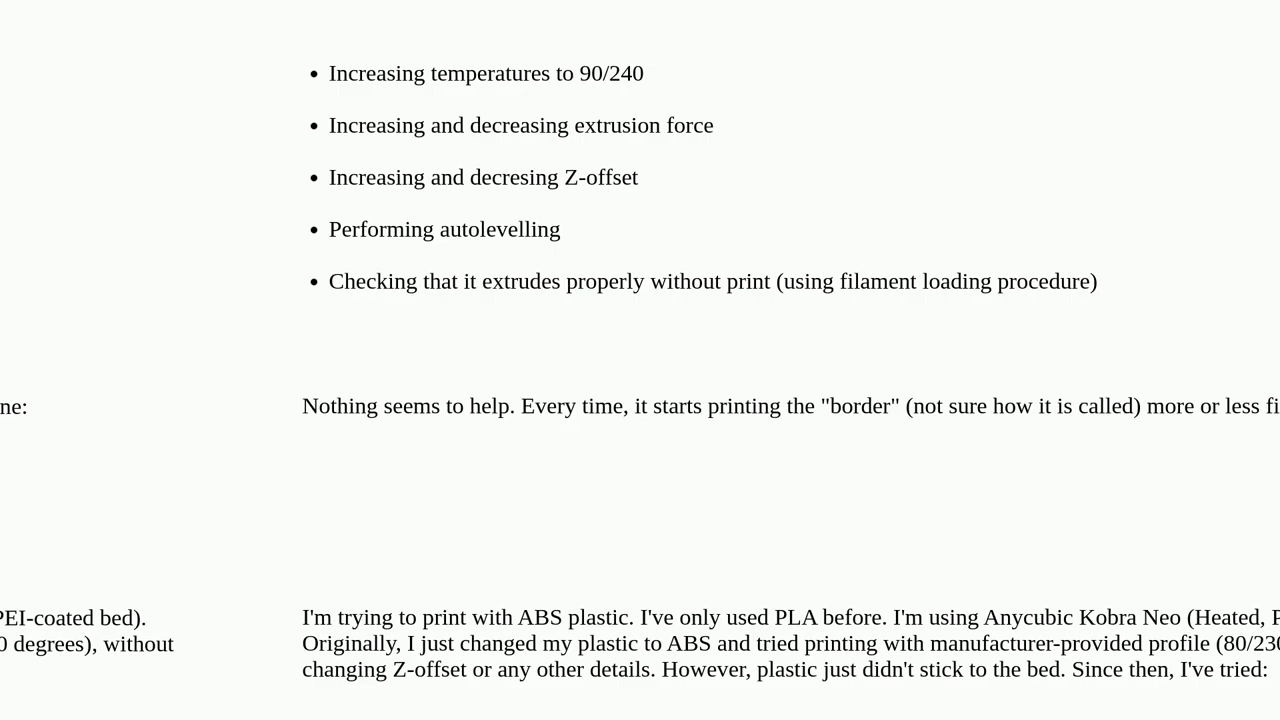 • Increasing temperatures to 90/240
• Increasing and decreasing extrusion force
• Increasing and decresing Z-offset
• Performing autolevelling
• Checking that it extrudes properly without print (using filament loading procedure)
ne:
Nothing seems to help. Every time, it starts printing the "border" (not sure how it is called) more or less fi
PEI-coated bed).
0 degrees), without
I'm trying to print with ABS plastic. I've only used PLA before. I'm using Anycubic Kobra Neo (Heated, P
Originally, I just changed my plastic to ABS and tried printing with manufacturer-provided profile (80/230
changing Z-offset or any other details. However, plastic just didn't stick to the bed. Since then, I've tried: